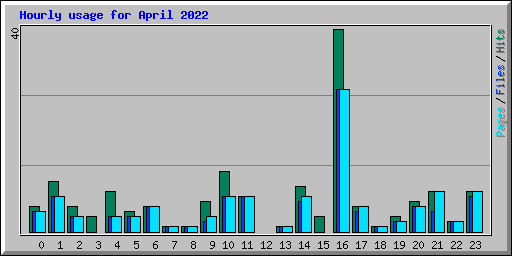 Hourly usage for April 2022
40
Pages/Files/Hits
0 1 2 3 4 5 6 7 8 9 10 11 12 13 14 15 16 17 18 19 20 21 22 23